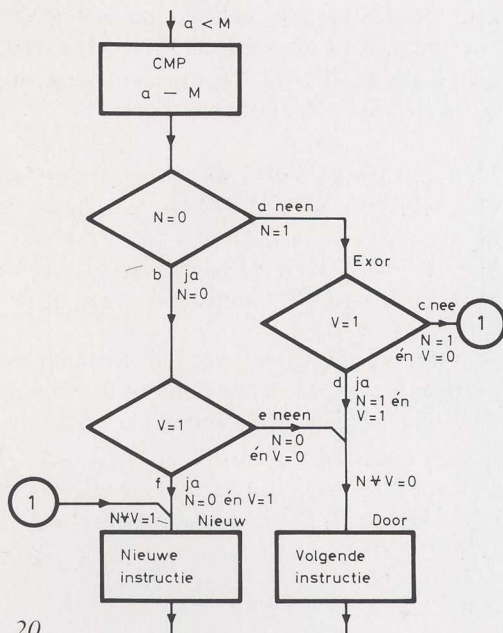 a < M
CMP
a – M
N=0
a neen
N=1
Exor
b ja
N=0
V=1
c nee
N=1
én V=0
1
d ja
N=1 én
V=1
V=1
e neen
N=0
én V=0
f ja
N=0 én V=1
1
N⩝V=1
N⩝V=0
Nieuw
Door
Nieuwe
instructie
Volgende
instructie
20